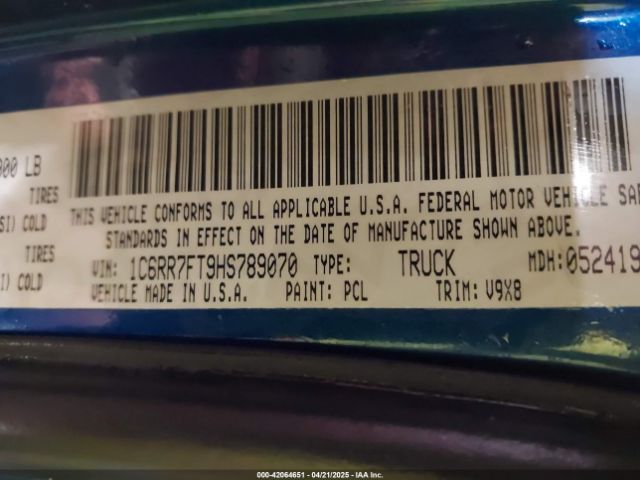 000 LB
TIRES
SI) COLD
TIRES
SI) COLD
THIS VEHICLE CONFORMS TO ALL APPLICABLE U.S.A. FEDERAL MOTOR VEHICLE SA
STANDARDS IN EFFECT ON THE DATE OF MANUFACTURE SHOWN ABOVE.
VIN: 1C6RR7FT9HS789070 TYPE: TRUCK MDH:052419
VEHICLE MADE IN U.S.A. PAINT: PCL TRIM: V9X8
000-42064651 - 04/21/2025 - IAA Inc.